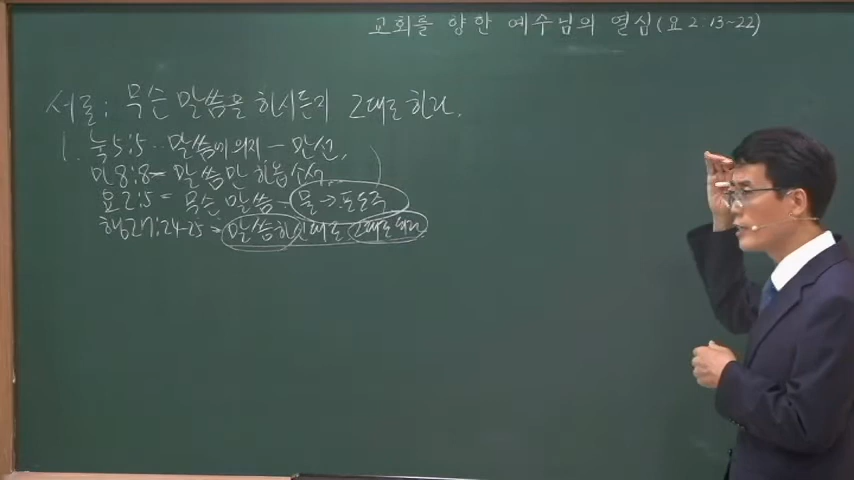 교회를 향한 예수님의 열심(요 2:13~22)
서론: 무슨 말씀을 하시든지 그대로 하라.
1. 눅5:5.. 말씀에 의지 - 만선.
마8:8 - 말씀만 하옵소서.
요2:5 = 무슨 말씀 - 물→포도주
행27:24-25 = 말씀하신대로 그대로 되리라